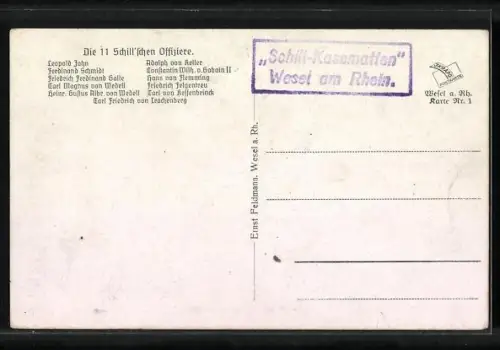 Die 11 Schill'schen Offiziere.
Leopold Jahn
Ferdinand Schmidt
Friedrich Ferdinand Galle
Carl Magnus von Wedell
Heinr. Gustav Albr. von Wedell
Adolph von Keller
Constantin Wilh. v. Gabain II
Hans von Flemming
Friedrich Felgentreu
Carl von Keffenbrinck
Carl Friedrich von Trachenberg
„Schill-Kasematten"
Wesel am Rhein.
Wesel a. Rh.
Karte Nr. 1
Ernst Feldmann, Wesel a. Rh.